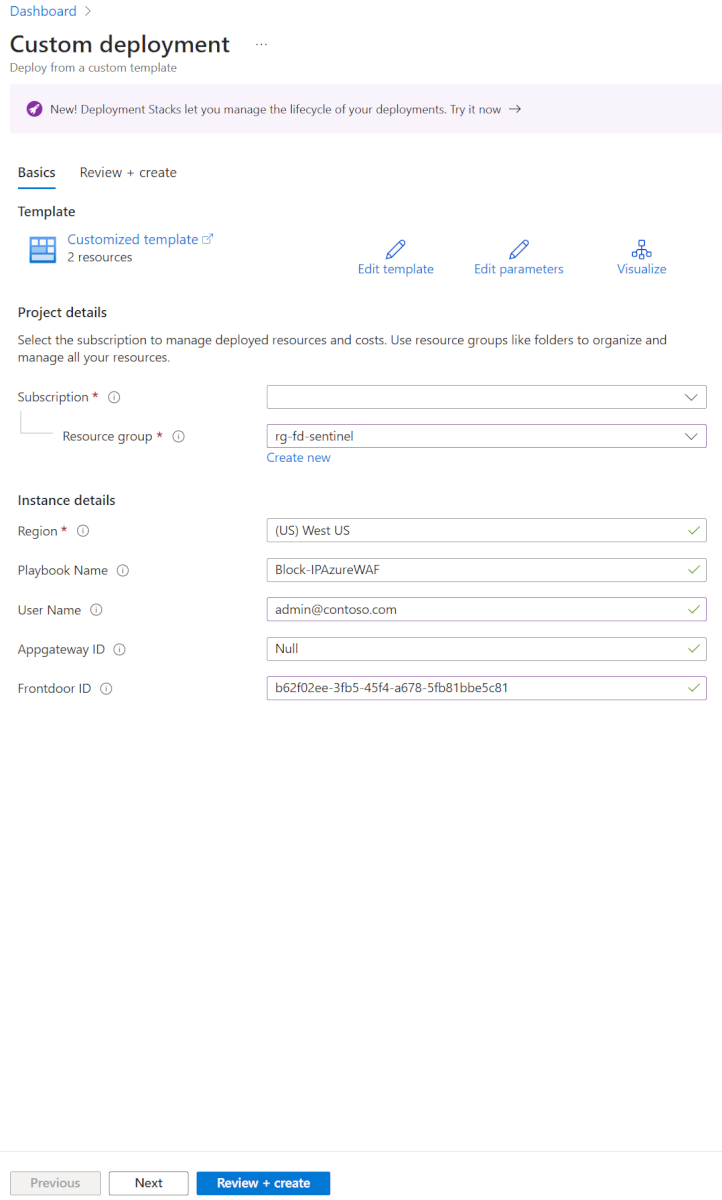 Dashboard >
Custom deployment ...
Deploy from a custom template
New! Deployment Stacks let you manage the lifecycle of your deployments. Try it now →
Basics Review + create
Template
Customized template
2 resources
Edit template Edit parameters Visualize
Project details
Select the subscription to manage deployed resources and costs. Use resource groups like folders to organize and
manage all your resources.
Subscription *
Resource group * rg-fd-sentinel
Create new
Instance details
Region * (US) West US
Playbook Name Block-IPAzureWAF
User Name admin@contoso.com
Appgateway ID Null
Frontdoor ID b62f02ee-3fb5-45f4-a678-5fb81bbe5c81
Previous Next Review + create